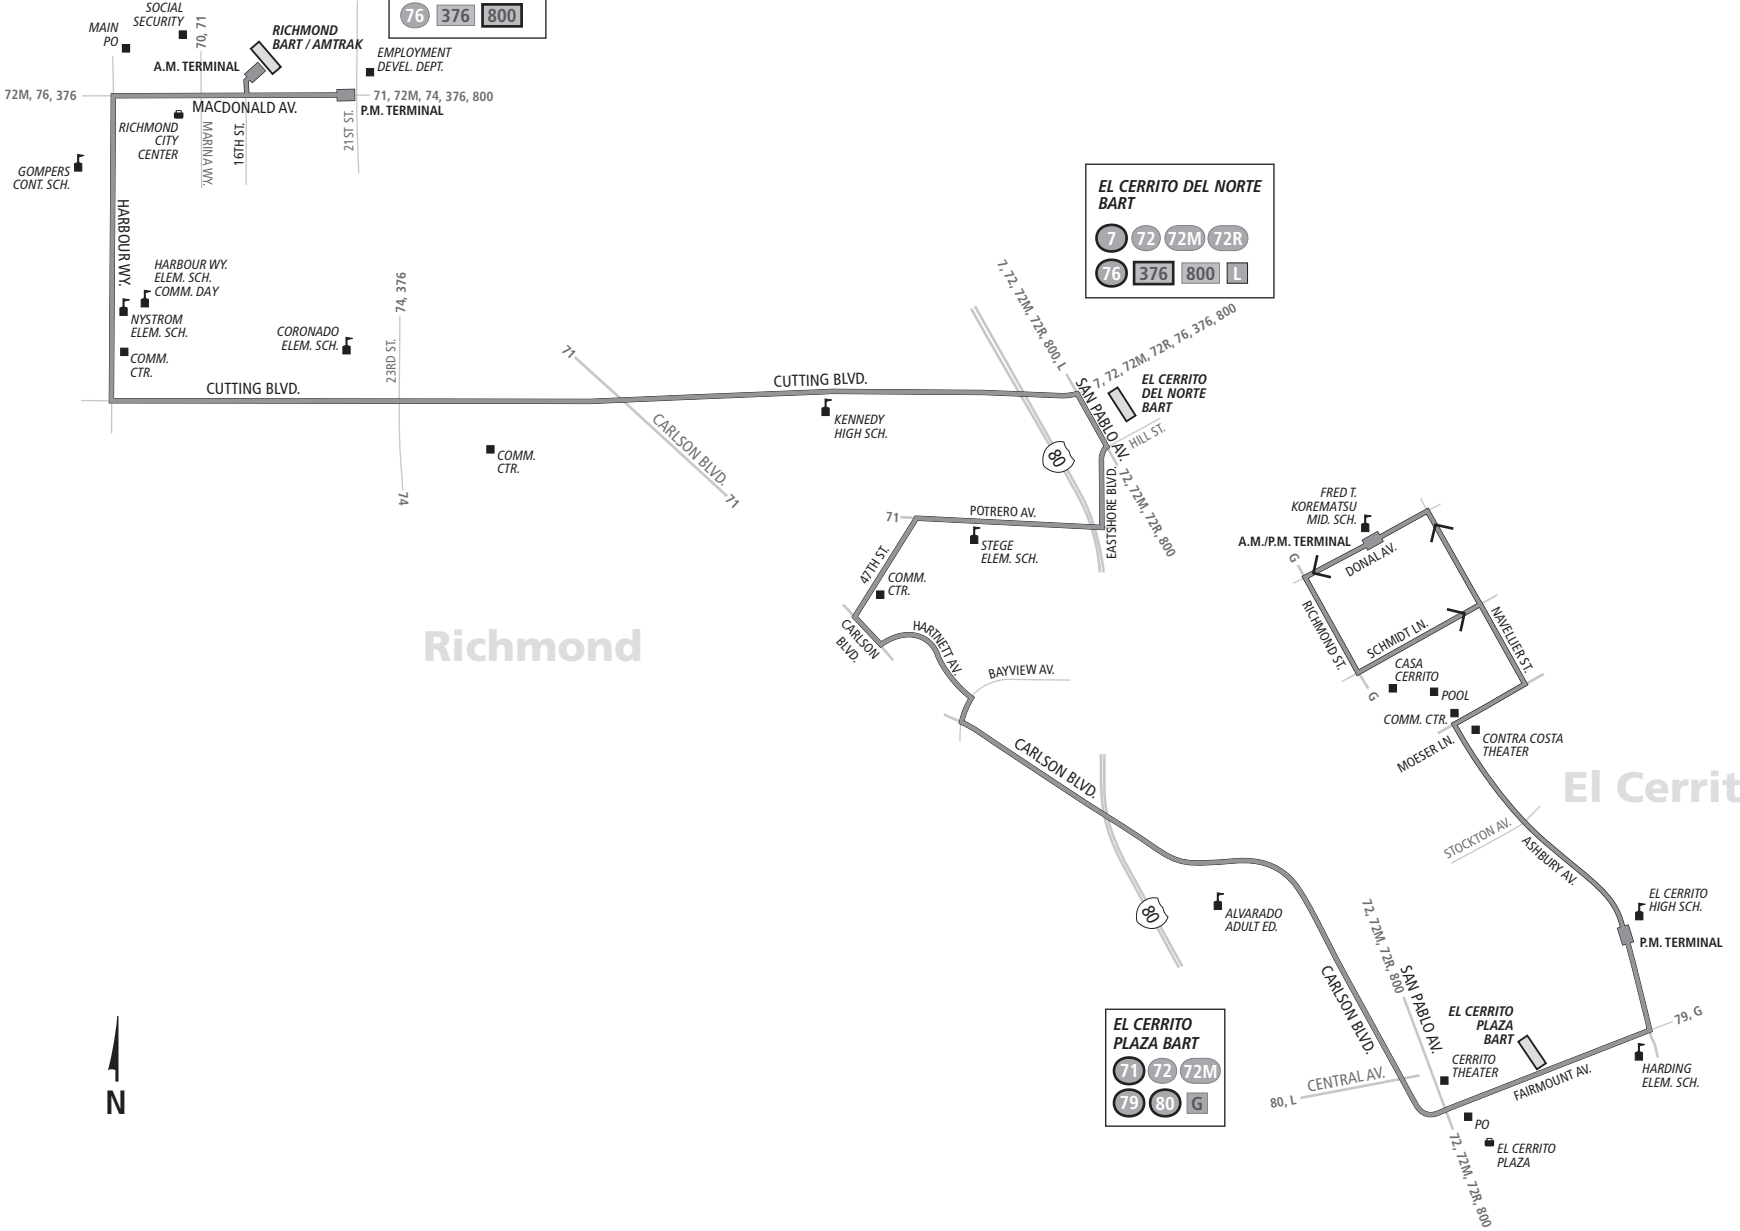 76 376 800
SOCIAL
SECURITY
MAIN
PO
70, 71
RICHMOND
BART / AMTRAK
A.M. TERMINAL
EMPLOYMENT
DEVEL. DEPT.
72M, 76, 376
71, 72M, 74, 376, 800
MACDONALD AV.
P.M. TERMINAL
RICHMOND
CITY
CENTER
MARINA WY.
16TH ST.
21ST ST.
GOMPERS
CONT. SCH.
HARBOUR WY.
HARBOUR WY.
ELEM. SCH.
COMM. DAY
NYSTROM
ELEM. SCH.
COMM.
CTR.
CORONADO
ELEM. SCH.
74, 376
23RD ST.
74
CUTTING BLVD.
COMM.
CTR.
71
CARLSON BLVD.
71
CUTTING BLVD.
KENNEDY
HIGH SCH.
EL CERRITO DEL NORTE
BART
7 72 72M 72R
76 376 800 L
7, 72, 72M, 72R, 800, L
7, 72, 72M, 72R, 76, 376, 800
SAN PABLO AV.
EL CERRITO
DEL NORTE
BART
HILL ST.
80
72, 72M, 72R, 800
EASTSHORE BLVD.
71
POTRERO AV.
STEGE
ELEM. SCH.
47TH ST.
COMM.
CTR.
CARLSON
BLVD.
HARTNETT AV.
BAYVIEW AV.
Richmond
FRED T.
KOREMATSU
MID. SCH.
A.M./P.M. TERMINAL
G
DONAL AV.
RICHMOND ST.
SCHMIDT LN.
NAVELLIER ST.
CASA
CERRITO
POOL
G
COMM. CTR.
CONTRA COSTA
THEATER
MOESER LN.
El Cerrit
CARLSON BLVD.
STOCKTON AV.
ASHBURY AV.
80
ALVARADO
ADULT ED.
EL CERRITO
HIGH SCH.
P.M. TERMINAL
72, 72M, 72R, 800
SAN PABLO AV.
CARLSON BLVD.
EL CERRITO
PLAZA
BART
79, G
EL CERRITO
PLAZA BART
71 72 72M
79 80 G
CERRITO
THEATER
HARDING
ELEM. SCH.
CENTRAL AV.
80, L
FAIRMOUNT AV.
PO
EL CERRITO
PLAZA
72, 72M, 72R, 800
N